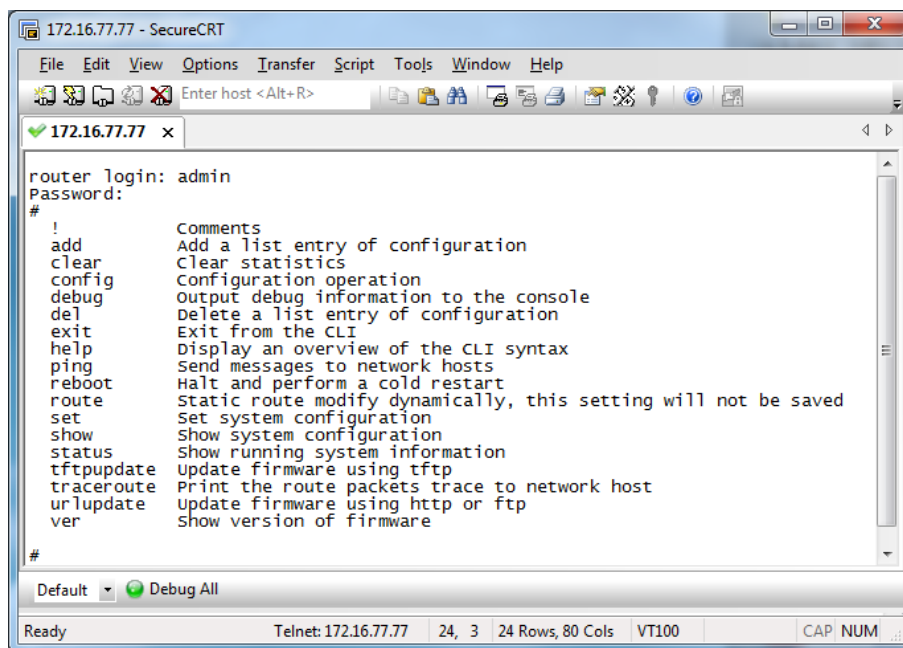 172.16.77.77 - SecureCRT
File Edit View Options Transfer Script Tools Window Help
Enter host <Alt+R>
172.16.77.77 x
router login: admin
Password:
#
! Comments
add Add a list entry of configuration
clear Clear statistics
config Configuration operation
debug Output debug information to the console
del Delete a list entry of configuration
exit Exit from the CLI
help Display an overview of the CLI syntax
ping Send messages to network hosts
reboot Halt and perform a cold restart
route Static route modify dynamically, this setting will not be saved
set Set system configuration
show Show system configuration
status Show running system information
tftpupdate Update firmware using tftp
traceroute Print the route packets trace to network host
urlupdate Update firmware using http or ftp
ver Show version of firmware
#
Default Debug All
Ready Telnet: 172.16.77.77 24, 3 24 Rows, 80 Cols VT100 CAP NUM